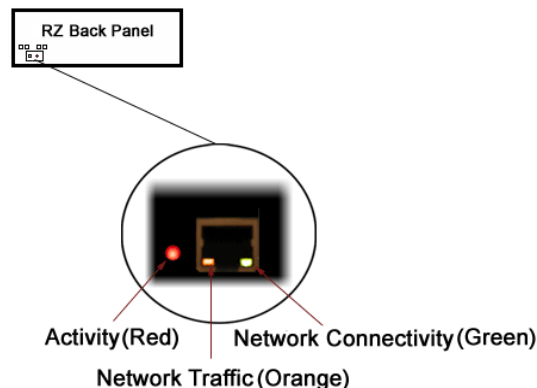 RZ Back Panel
Activity(Red)
Network Connectivity(Green)
Network Traffic(Orange)